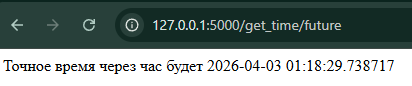 127.0.0.1:5000/get_time/future
Точное время через час будет 2026-04-03 01:18:29.738717